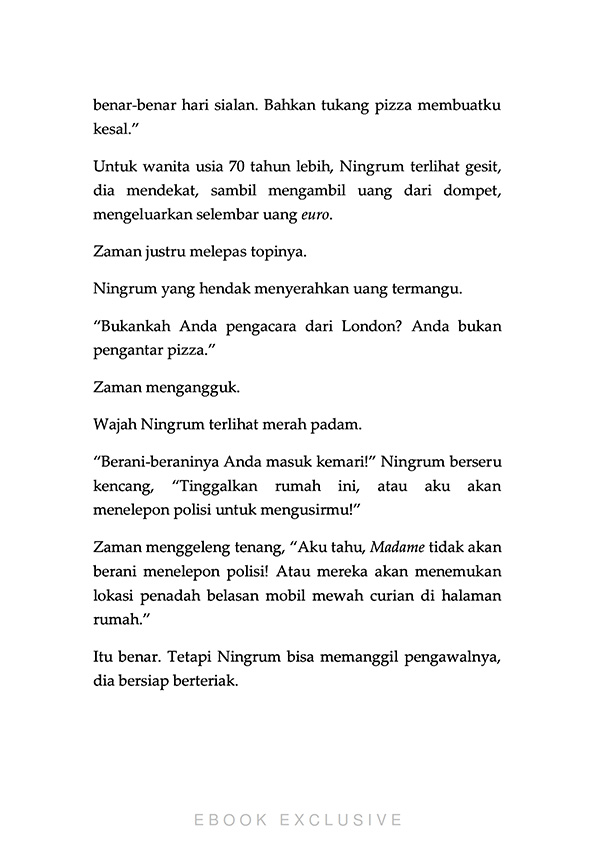 benar-benar hari sialan. Bahkan tukang pizza membuatku
kesal.”
Untuk wanita usia 70 tahun lebih, Ningrum terlihat gesit,
dia mendekat, sambil mengambil uang dari dompet,
mengeluarkan selembar uang euro.
Zaman justru melepas topinya.
Ningrum yang hendak menyerahkan uang termangu.
“Bukankah Anda pengacara dari London? Anda bukan
pengantar pizza.”
Zaman mengangguk.
Wajah Ningrum terlihat merah padam.
“Berani-beraninya Anda masuk kemari!” Ningrum berseru
kencang, “Tinggalkan rumah ini, atau aku akan
menelepon polisi untuk mengusirmu!”
Zaman menggeleng tenang, “Aku tahu, Madame tidak akan
berani menelepon polisi! Atau mereka akan menemukan
lokasi penadah belasan mobil mewah curian di halaman
rumah.”
Itu benar. Tetapi Ningrum bisa memanggil pengawalnya,
dia bersiap berteriak.
EBOOK EXCLUSIVE